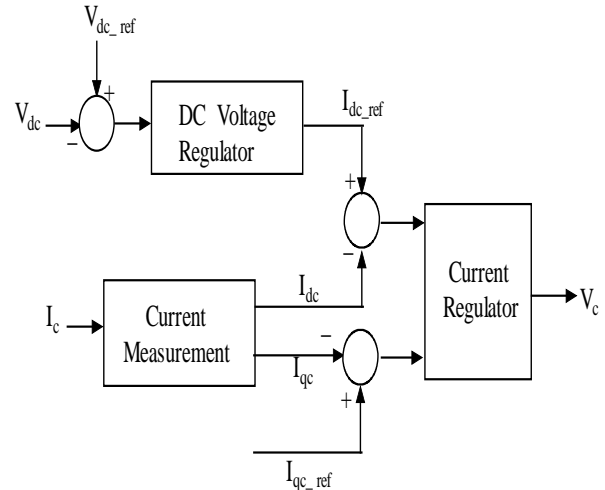 V_dc_ref
+
V_dc
−
DC Voltage
Regulator
I_dc_ref
+
−
I_dc
I_c
Current
Measurement
−
I_qc
+
I_qc_ref
Current
Regulator
V_c